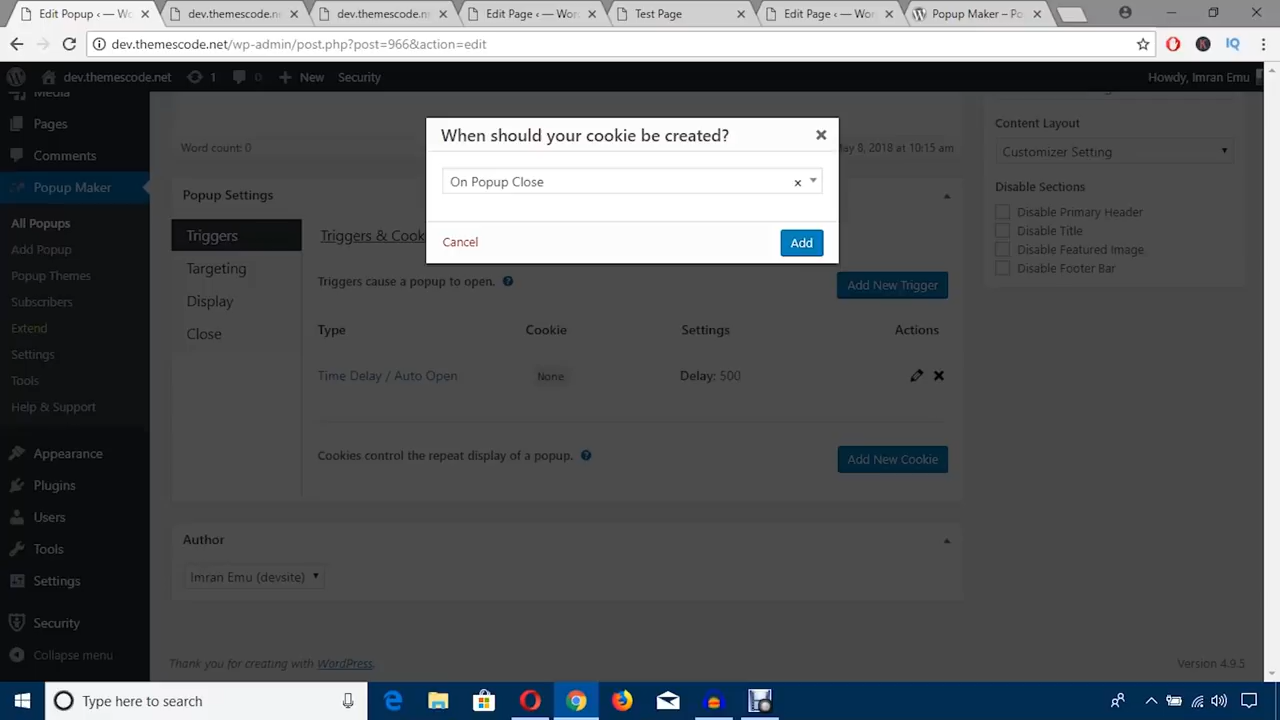 Edit Popup ‹ — Wo
dev.themescode.ne
dev.themescode.ne
Edit Page ‹ — Wor
Test Page
Edit Page ‹ — Wor
Popup Maker – Po
dev.themescode.net/wp-admin/post.php?post=966&action=edit
dev.themescode.net
1
0
New
Security
Howdy, Imran Emu
Media
Pages
Comments
Popup Maker
All Popups
Add Popup
Popup Themes
Subscribers
Extend
Settings
Tools
Help & Support
Appearance
Plugins
Users
Tools
Settings
Security
Collapse menu
Word count: 0
May 8, 2018 at 10:15 am
When should your cookie be created?
On Popup Close
Cancel
Add
Popup Settings
Triggers
Targeting
Display
Close
Triggers & Cook
Triggers cause a popup to open.
Add New Trigger
Type
Cookie
Settings
Actions
Time Delay / Auto Open
None
Delay: 500
Cookies control the repeat display of a popup.
Add New Cookie
Author
Imran Emu (devsite)
Content Layout
Customizer Setting
Disable Sections
Disable Primary Header
Disable Title
Disable Featured Image
Disable Footer Bar
Thank you for creating with WordPress.
Version 4.9.5
Type here to search